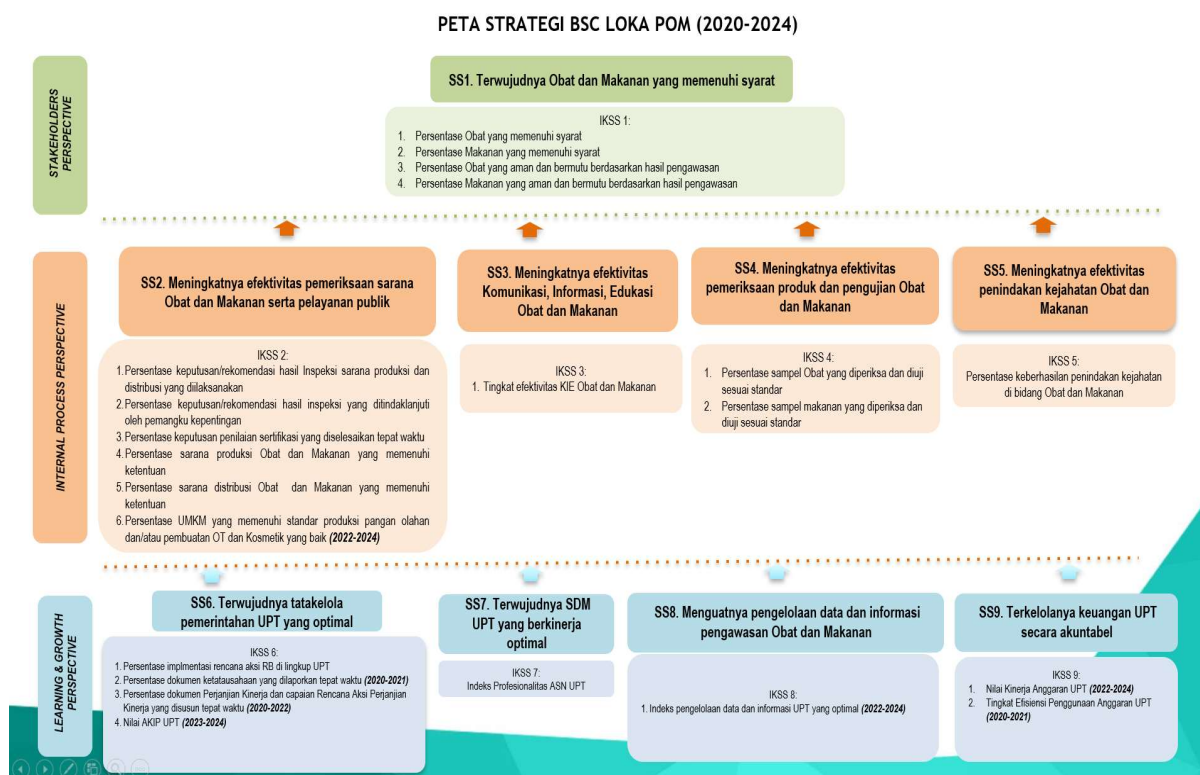 PETA STRATEGI BSC LOKA POM (2020-2024)
STAKEHOLDERS
PERSPECTIVE
SS1. Terwujudnya Obat dan Makanan yang memenuhi syarat
IKSS 1:
1. Persentase Obat yang memenuhi syarat
2. Persentase Makanan yang memenuhi syarat
3. Persentase Obat yang aman dan bermutu berdasarkan hasil pengawasan
4. Persentase Makanan yang aman dan bermutu berdasarkan hasil pengawasan
INTERNAL PROCESS PERSPECTIVE
SS2. Meningkatnya efektivitas pemeriksaan sarana
Obat dan Makanan serta pelayanan publik
IKSS 2:
1. Persentase keputusan/rekomendasi hasil Inspeksi sarana produksi dan
distribusi yang diilaksanakan
2. Persentase keputusan/rekomendasi hasil inspeksi yang ditindaklanjuti
oleh pemangku kepentingan
3. Persentase keputusan penilaian sertifikasi yang diselesaikan tepat waktu
4. Persentase sarana produksi Obat dan Makanan yang memenuhi
ketentuan
5. Persentase sarana distribusi Obat dan Makanan yang memenuhi
ketentuan
6. Persentase UMKM yang memenuhi standar produksi pangan olahan
dan/atau pembuatan OT dan Kosmetik yang baik (2022-2024)
SS3. Meningkatnya efektivitas
Komunikasi, Informasi, Edukasi
Obat dan Makanan
IKSS 3:
1. Tingkat efektivitas KIE Obat dan Makanan
SS4. Meningkatnya efektivitas
pemeriksaan produk dan pengujian Obat
dan Makanan
IKSS 4:
1. Persentase sampel Obat yang diperiksa dan diuji
sesuai standar
2. Persentase sampel makanan yang diperiksa dan
diuji sesuai standar
SS5. Meningkatnya efektivitas
penindakan kejahatan Obat dan
Makanan
IKSS 5:
Persentase keberhasilan penindakan kejahatan
di bidang Obat dan Makanan
LEARNING & GROWTH
PERSPECTIVE
SS6. Terwujudnya tatakelola
pemerintahan UPT yang optimal
IKSS 6:
1. Persentase implmentasi rencana aksi RB di lingkup UPT
2. Persentase dokumen ketatausahaan yang dilaporkan tepat waktu (2020-2021)
3. Persentase dokumen Perjanjian Kinerja dan capaian Rencana Aksi Perjanjian
Kinerja yang disusun tepat waktu (2020-2022)
4. Nilai AKIP UPT (2023-2024)
SS7. Terwujudnya SDM
UPT yang berkinerja
optimal
IKSS 7:
Indeks Profesionalitas ASN UPT
SS8. Menguatnya pengelolaan data dan informasi
pengawasan Obat dan Makanan
IKSS 8:
1. Indeks pengelolaan data dan informasi UPT yang optimal (2022-2024)
SS9. Terkelolanya keuangan UPT
secara akuntabel
IKSS 9:
1. Nilai Kinerja Anggaran UPT (2022-2024)
2. Tingkat Efisiensi Penggunaan Anggaran UPT
(2020-2021)